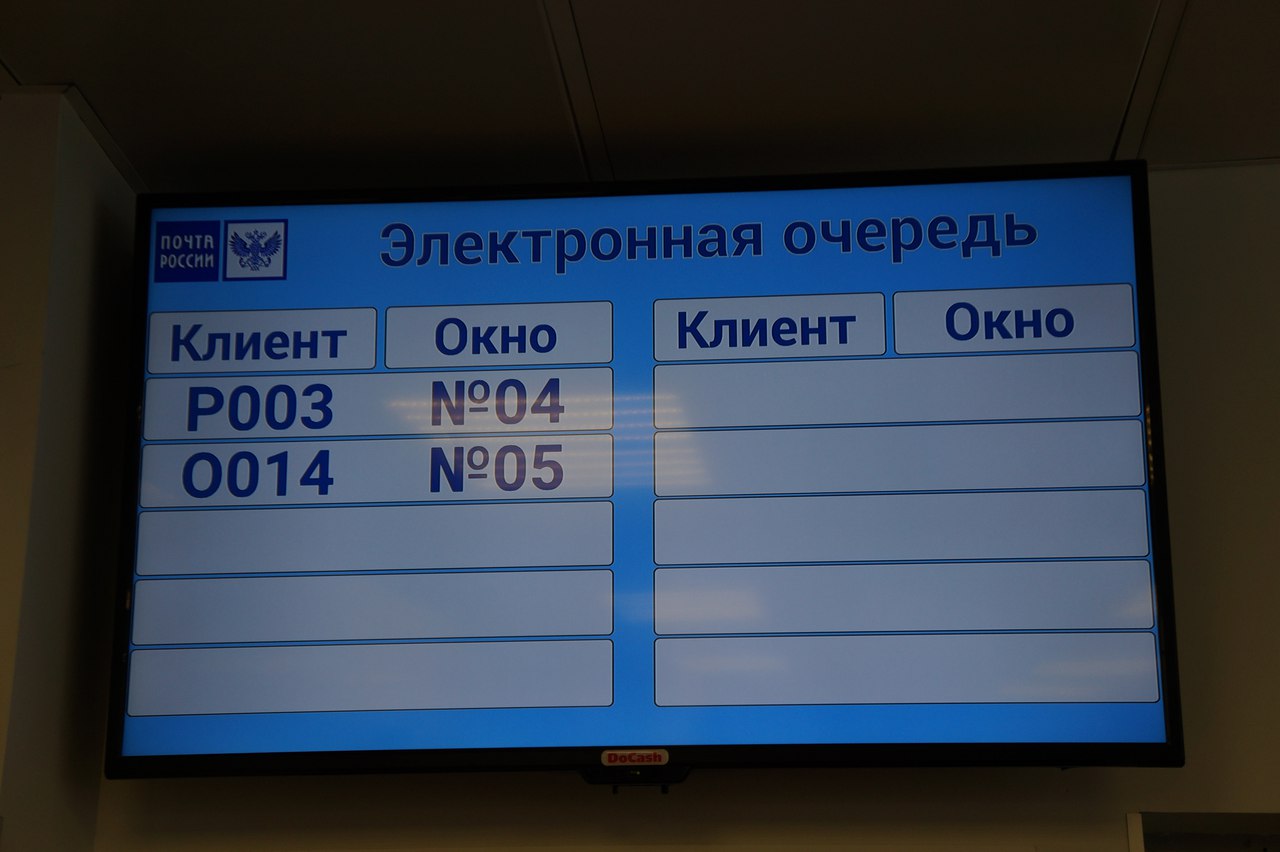 ПОЧТА
РОССИИ
Электронная очередь
Клиент Окно Клиент Окно
Р003 №04
О014 №05
DoCash